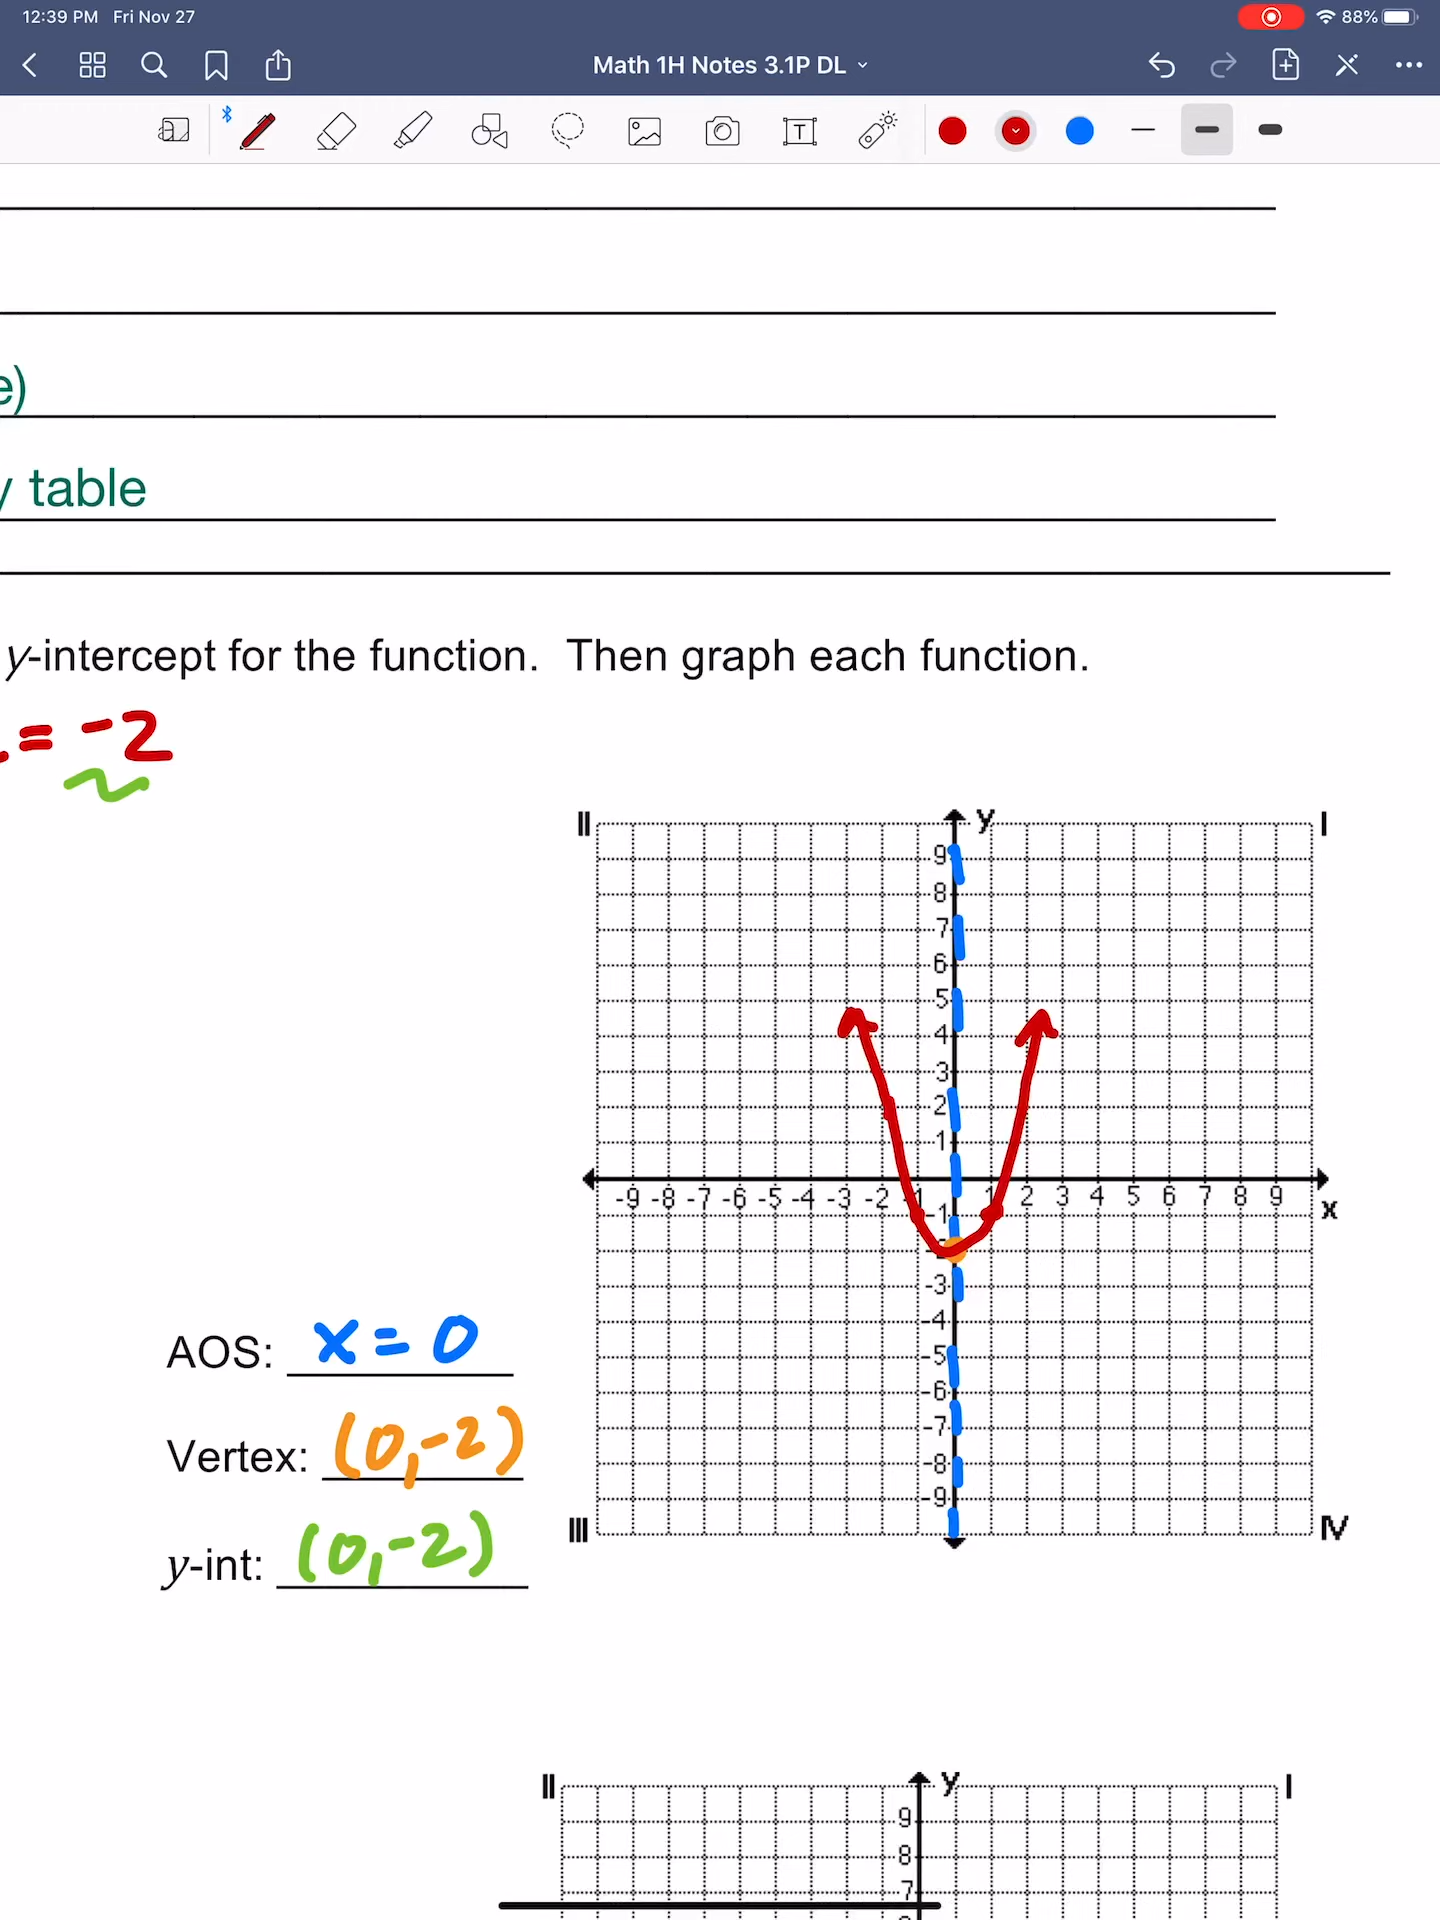 12:39 PM Fri Nov 27 88%
Math 1H Notes 3.1P DL
e)
y table
y-intercept for the function. Then graph each function.
= -2
II y I
9
8
7
6
5
4
3
2
1
-9 -8 -7 -6 -5 -4 -3 -2 -1 1 2 3 4 5 6 7 8 9
x
-1
-3
-4
-5
-6
-7
-8
-9
III IV
AOS: x = 0
Vertex: (0,-2)
y-int: (0,-2)
II y I
9
8
7